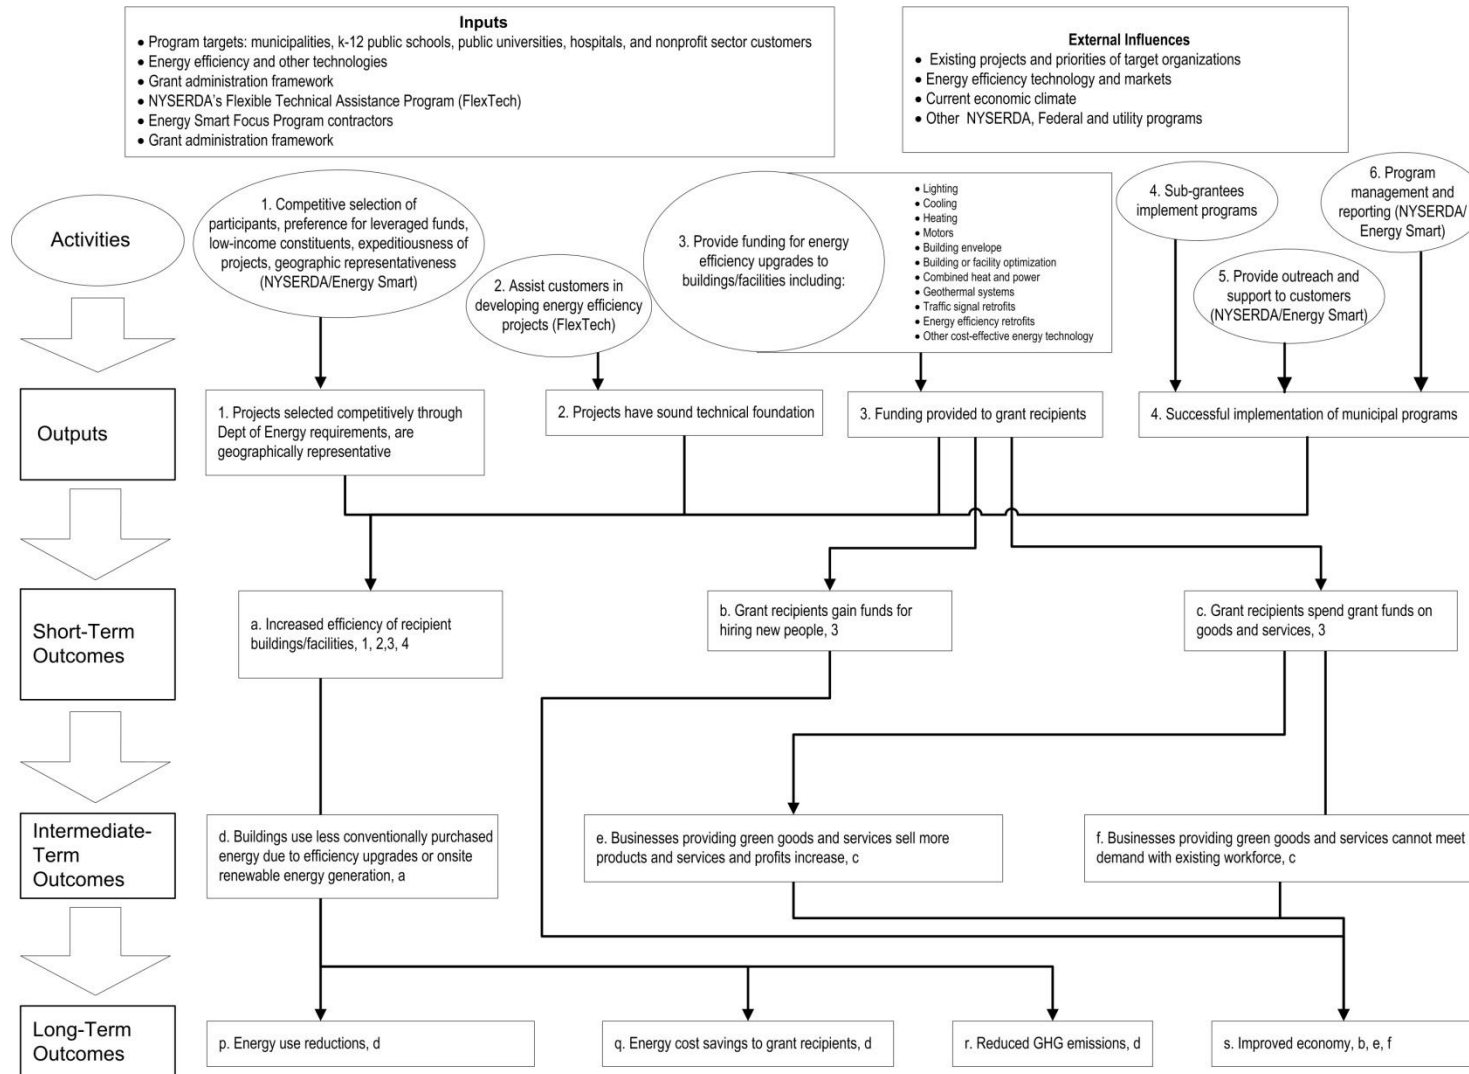 Inputs
● Program targets: municipalities, k-12 public schools, public universities, hospitals, and nonprofit sector customers
● Energy efficiency and other technologies
● Grant administration framework
● NYSERDA's Flexible Technical Assistance Program (FlexTech)
● Energy Smart Focus Program contractors
● Grant administration framework
External Influences
● Existing projects and priorities of target organizations
● Energy efficiency technology and markets
● Current economic climate
● Other NYSERDA, Federal and utility programs
Activities
1. Competitive selection of
participants, preference for leveraged funds,
low-income constituents, expeditiousness of
projects, geographic representativeness
(NYSERDA/Energy Smart)
2. Assist customers in
developing energy efficiency
projects (FlexTech)
3. Provide funding for energy
efficiency upgrades to
buildings/facilities including:
● Lighting
● Cooling
● Heating
● Motors
● Building envelope
● Building or facility optimization
● Combined heat and power
● Geothermal systems
● Traffic signal retrofits
● Energy efficiency retrofits
● Other cost-effective energy technology
4. Sub-grantees
implement programs
5. Provide outreach and
support to customers
(NYSERDA/Energy Smart)
6. Program
management and
reporting (NYSERDA/
Energy Smart)
Outputs
1. Projects selected competitively through
Dept of Energy requirements, are
geographically representative
2. Projects have sound technical foundation
3. Funding provided to grant recipients
4. Successful implementation of municipal programs
Short-Term
Outcomes
a. Increased efficiency of recipient
buildings/facilities, 1, 2,3, 4
b. Grant recipients gain funds for
hiring new people, 3
c. Grant recipients spend grant funds on
goods and services, 3
Intermediate-
Term
Outcomes
d. Buildings use less conventionally purchased
energy due to efficiency upgrades or onsite
renewable energy generation, a
e. Businesses providing green goods and services sell more
products and services and profits increase, c
f. Businesses providing green goods and services cannot meet
demand with existing workforce, c
Long-Term
Outcomes
p. Energy use reductions, d
q. Energy cost savings to grant recipients, d
r. Reduced GHG emissions, d
s. Improved economy, b, e, f